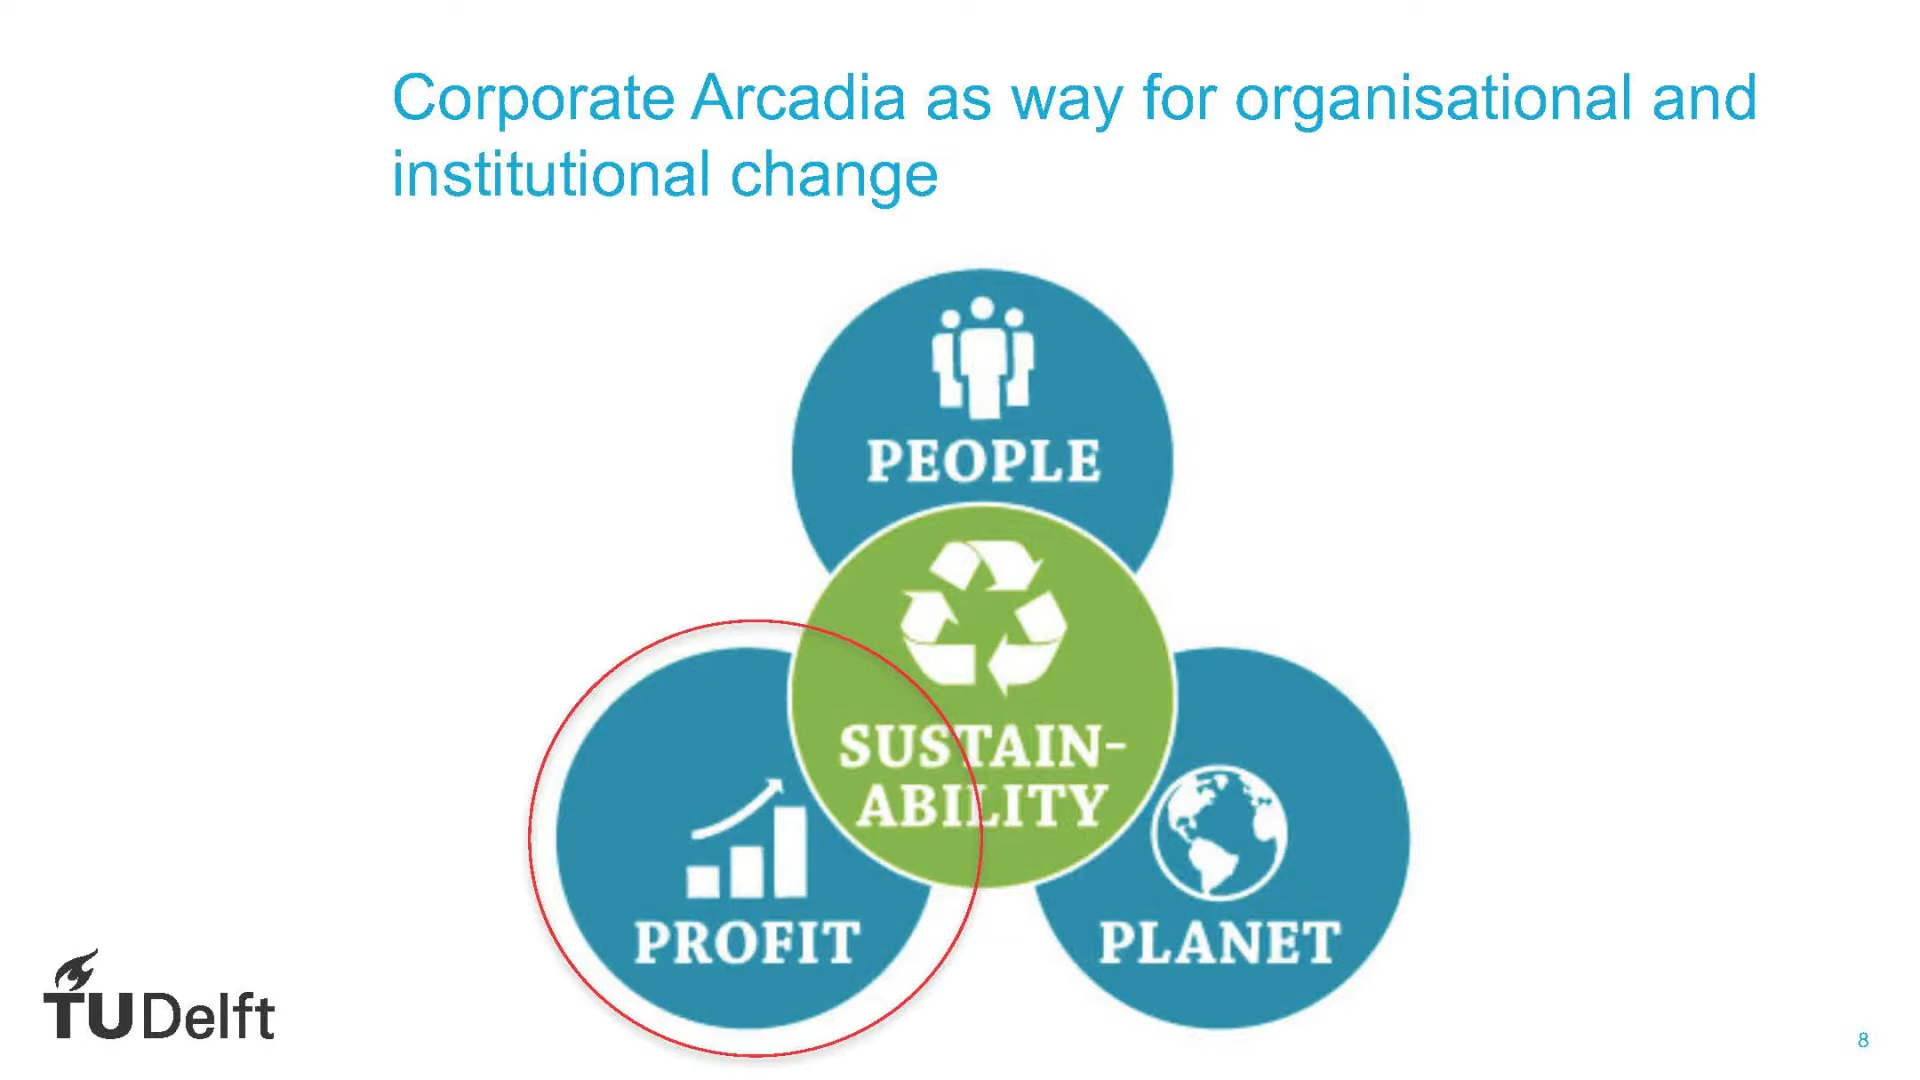 Corporate Arcadia as way for organisational and
institutional change
PEOPLE
SUSTAIN-
ABILITY
PROFIT
PLANET
TUDelft
8